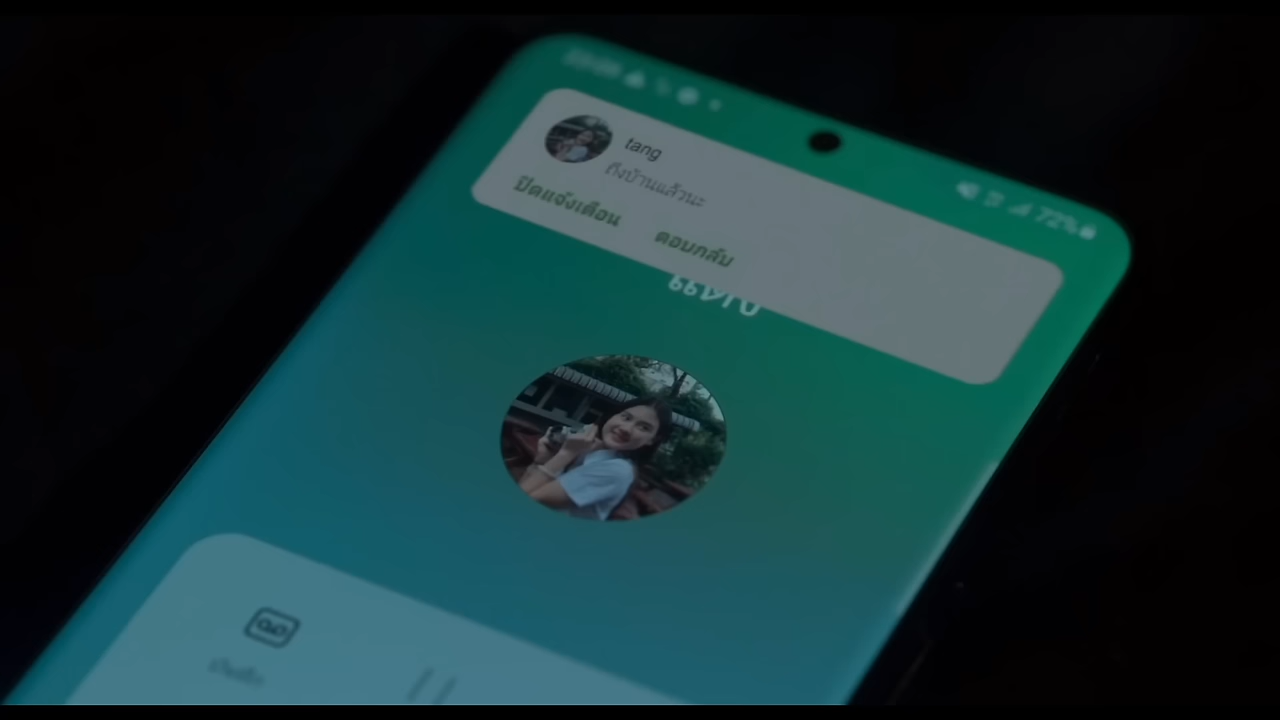 72%
tang
ถึงบ้านแล้วนะ
ปิดแจ้งเตือน ตอบกลับ